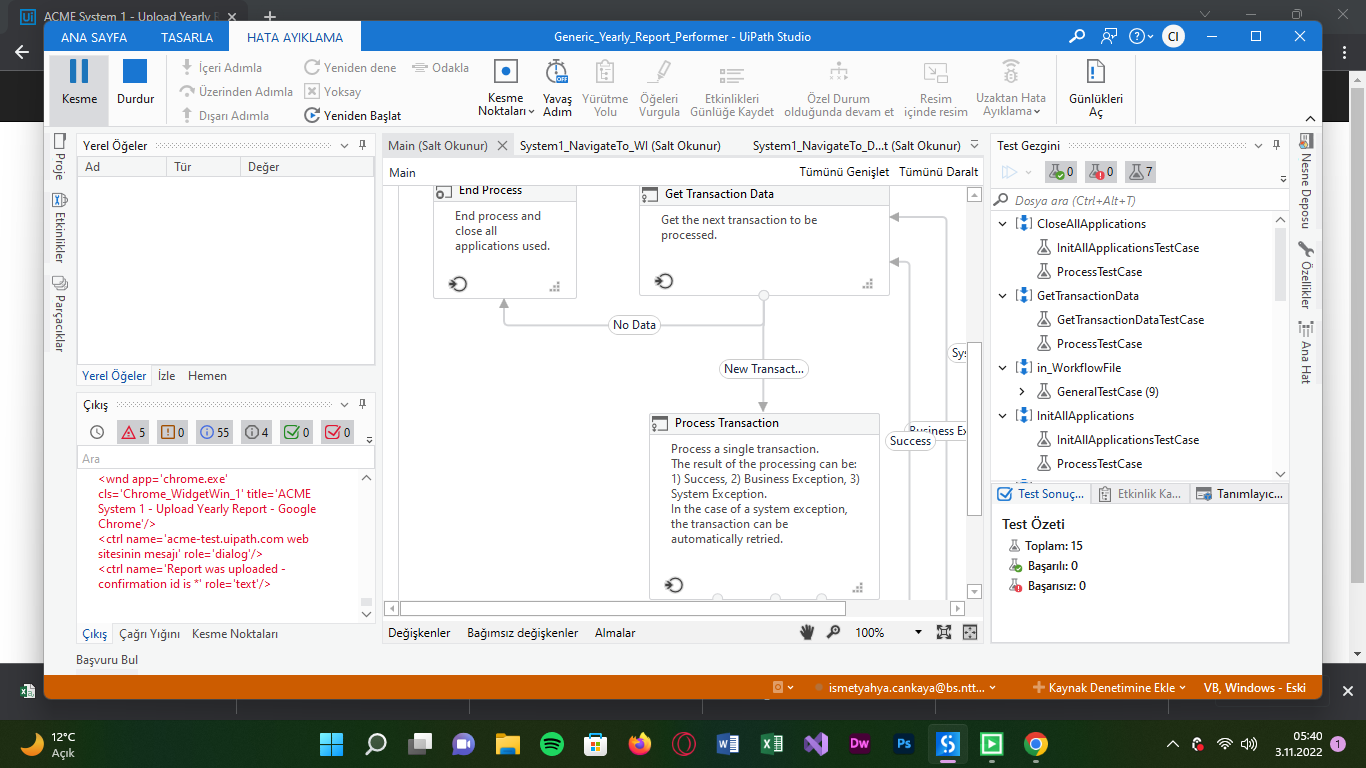 ACME System 1 - Upload Yearly
ANA SAYFA
TASARLA
HATA AYIKLAMA
Generic_Yearly_Report_Performer - UiPath Studio
CI
Kesme
Durdur
İçeri Adımla
Üzerinden Adımla
Dışarı Adımla
Yeniden dene
Yoksay
Yeniden Başlat
Odakla
Kesme
Noktaları
Yavaş
Adım
Yürütme
Yolu
Öğeleri
Vurgula
Etkinlikleri
Günlüğe Kaydet
Özel Durum
olduğunda devam et
Resim
içinde resim
Uzaktan Hata
Ayıklama
Günlükleri
Aç
Proje
Etkinlikler
Parçacıklar
Yerel Öğeler
Ad
Tür
Değer
Yerel Öğeler
İzle
Hemen
Çıkış
5
0
55
4
0
0
Ara
<wnd app='chrome.exe'
cls='Chrome_WidgetWin_1' title='ACME
System 1 - Upload Yearly Report - Google
Chrome'/>
<ctrl name='acme-test.uipath.com web
sitesinin mesajı' role='dialog'/>
<ctrl name='Report was uploaded -
confirmation id is *' role='text'/>
Çıkış
Çağrı Yığını
Kesme Noktaları
Başvuru Bul
Main (Salt Okunur)
System1_NavigateTo_WI (Salt Okunur)
System1_NavigateTo_D...t (Salt Okunur)
Main
Tümünü Genişlet
Tümünü Daralt
End Process
End process and
close all
applications used.
Get Transaction Data
Get the next transaction to be
processed.
No Data
New Transact...
Sys
Business Ex
Success
Process Transaction
Process a single transaction.
The result of the processing can be:
1) Success, 2) Business Exception, 3)
System Exception.
In the case of a system exception,
the transaction can be
automatically retried.
Değişkenler
Bağımsız değişkenler
Almalar
100%
Test Gezgini
0
0
7
Dosya ara (Ctrl+Alt+T)
CloseAllApplications
InitAllApplicationsTestCase
ProcessTestCase
GetTransactionData
GetTransactionDataTestCase
ProcessTestCase
in_WorkflowFile
GeneralTestCase (9)
InitAllApplications
InitAllApplicationsTestCase
ProcessTestCase
Test Sonuç...
Etkinlik Ka...
Tanımlayıc...
Test Özeti
Toplam: 15
Başarılı: 0
Başarısız: 0
Nesne Deposu
Özellikler
Ana Hat
ismetyahya.cankaya@bs.ntt...
Kaynak Denetimine Ekle
VB, Windows - Eski
12°C
Açık
05:40
3.11.2022
1